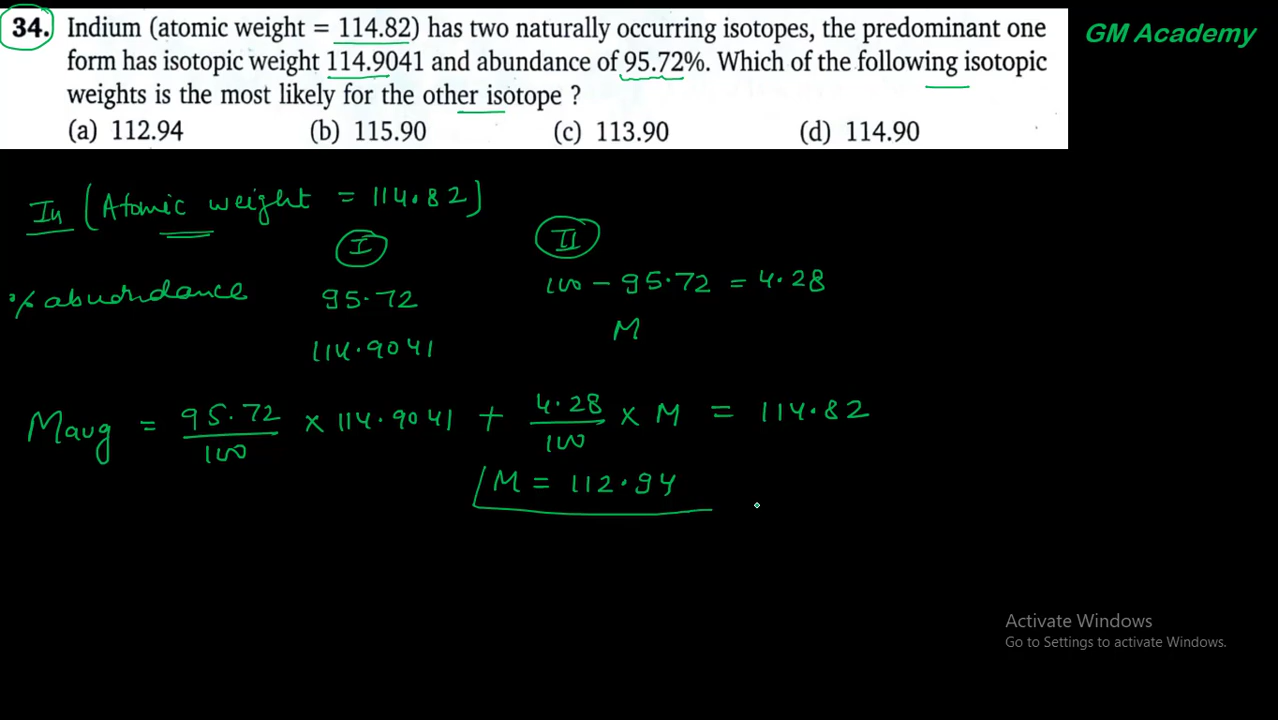 34. Indium (atomic weight = 114.82) has two naturally occurring isotopes, the predominant one
form has isotopic weight 114.9041 and abundance of 95.72%. Which of the following isotopic
weights is the most likely for the other isotope ?
(a) 112.94 (b) 115.90 (c) 113.90 (d) 114.90
GM Academy
In (Atomic weight = 114.82)
I II
% abundance 95.72 100 - 95.72 = 4.28
114.9041 M
Mavg = 95.72/100 × 114.9041 + 4.28/100 × M = 114.82
M = 112.94
Activate Windows
Go to Settings to activate Windows.